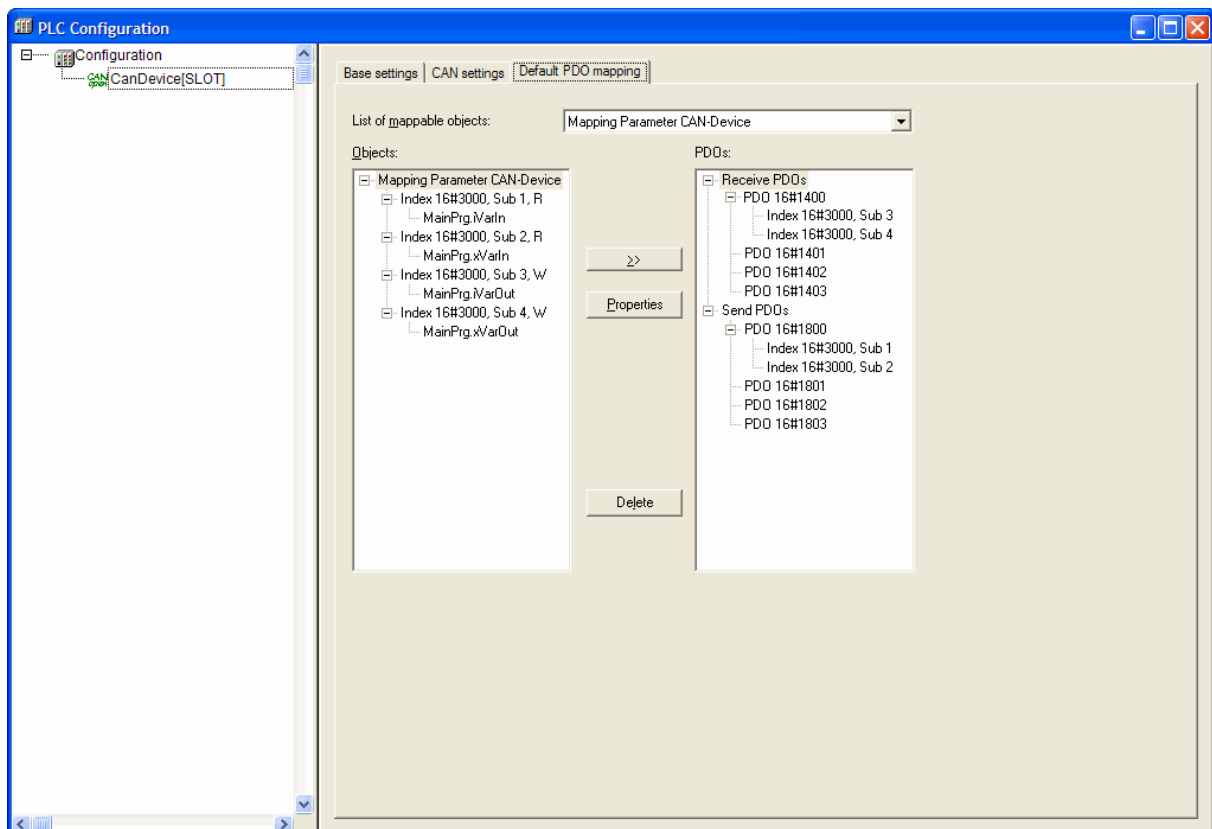 PLC Configuration
Configuration
CAN open CanDevice[SLOT]
Base settings
CAN settings
Default PDO mapping
List of mappable objects:
Mapping Parameter CAN-Device
Objects:
Mapping Parameter CAN-Device
Index 16#3000, Sub 1, R
MainPrg.iVarIn
Index 16#3000, Sub 2, R
MainPrg.xVarIn
Index 16#3000, Sub 3, W
MainPrg.iVarOut
Index 16#3000, Sub 4, W
MainPrg.xVarOut
>>
Properties
Delete
PDOs:
Receive PDOs
PDO 16#1400
Index 16#3000, Sub 3
Index 16#3000, Sub 4
PDO 16#1401
PDO 16#1402
PDO 16#1403
Send PDOs
PDO 16#1800
Index 16#3000, Sub 1
Index 16#3000, Sub 2
PDO 16#1801
PDO 16#1802
PDO 16#1803